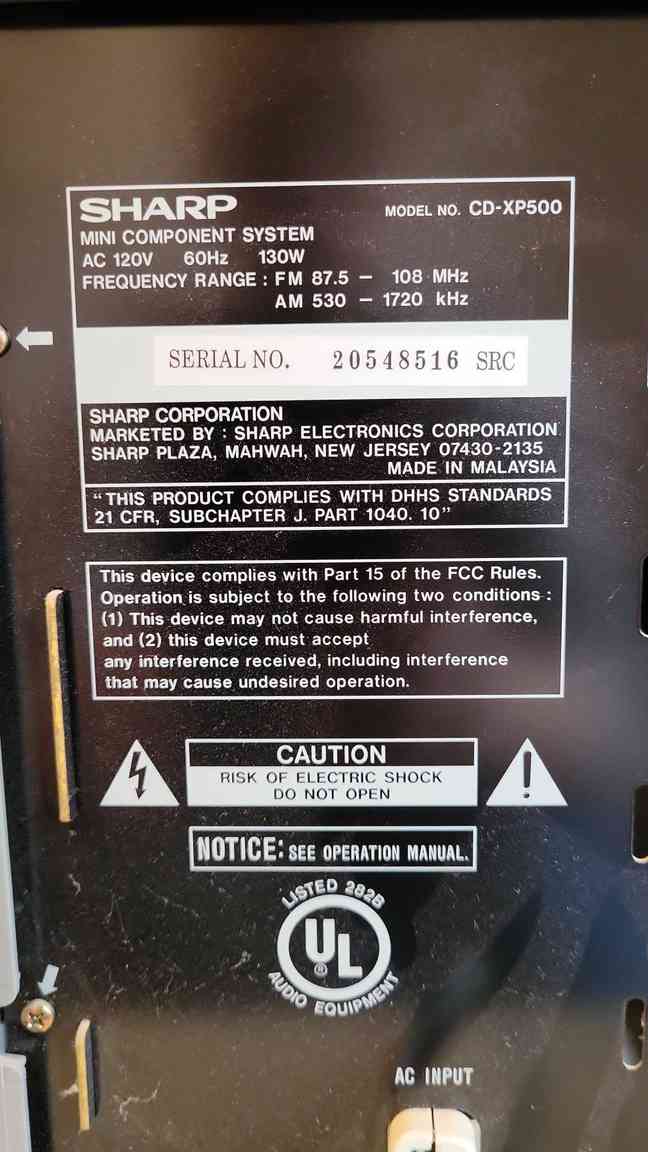 SHARP
MODEL NO. CD-XP500
MINI COMPONENT SYSTEM
AC 120V 60Hz 130W
FREQUENCY RANGE : FM 87.5 – 108 MHz
AM 530 – 1720 kHz
SERIAL NO. 20548516 SRC
SHARP CORPORATION
MARKETED BY : SHARP ELECTRONICS CORPORATION
SHARP PLAZA, MAHWAH, NEW JERSEY 07430-2135
MADE IN MALAYSIA
“THIS PRODUCT COMPLIES WITH DHHS STANDARDS
21 CFR, SUBCHAPTER J. PART 1040. 10”
This device complies with Part 15 of the FCC Rules.
Operation is subject to the following two conditions :
(1) This device may not cause harmful interference,
and (2) this device must accept
any interference received, including interference
that may cause undesired operation.
CAUTION
RISK OF ELECTRIC SHOCK
DO NOT OPEN
NOTICE: SEE OPERATION MANUAL.
LISTED 282B
UL ®
AUDIO EQUIPMENT
AC INPUT